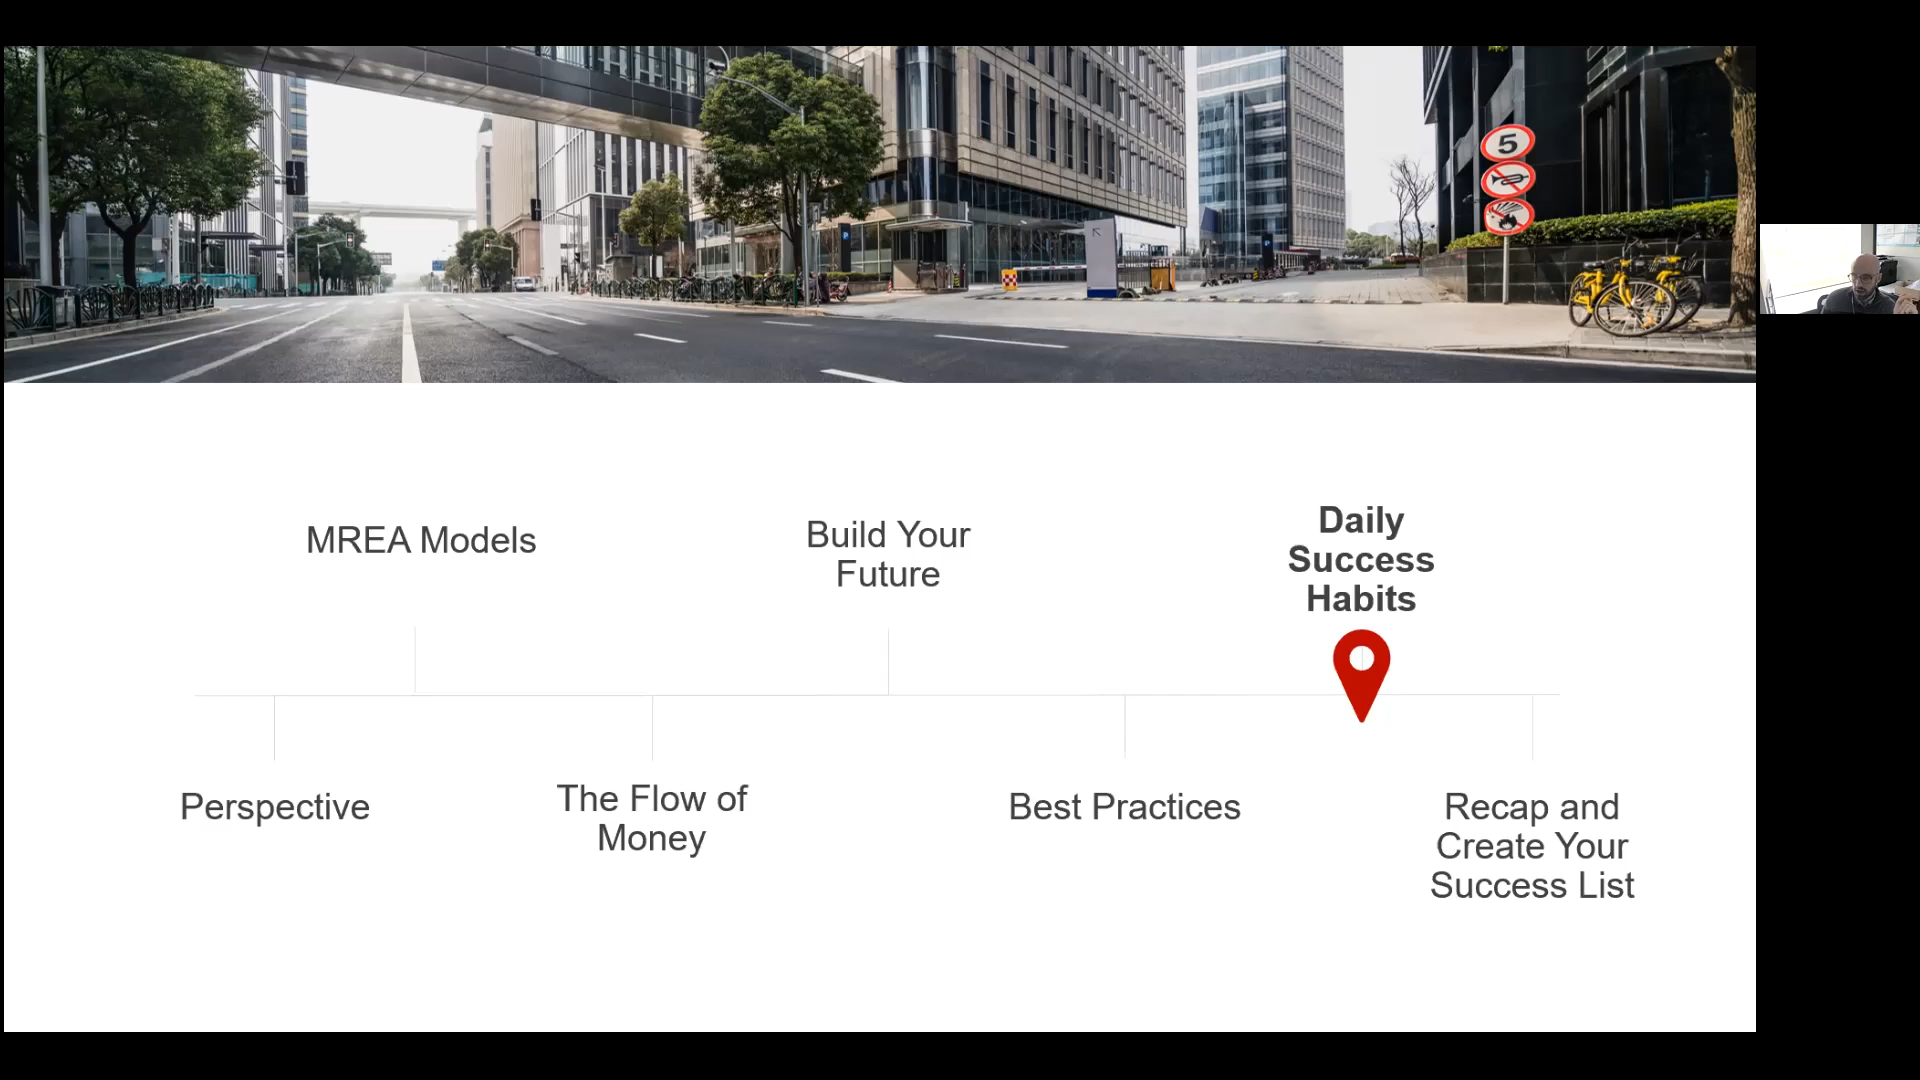 5
MREA Models
Build Your
Future
Daily
Success
Habits
Perspective
The Flow of
Money
Best Practices
Recap and
Create Your
Success List